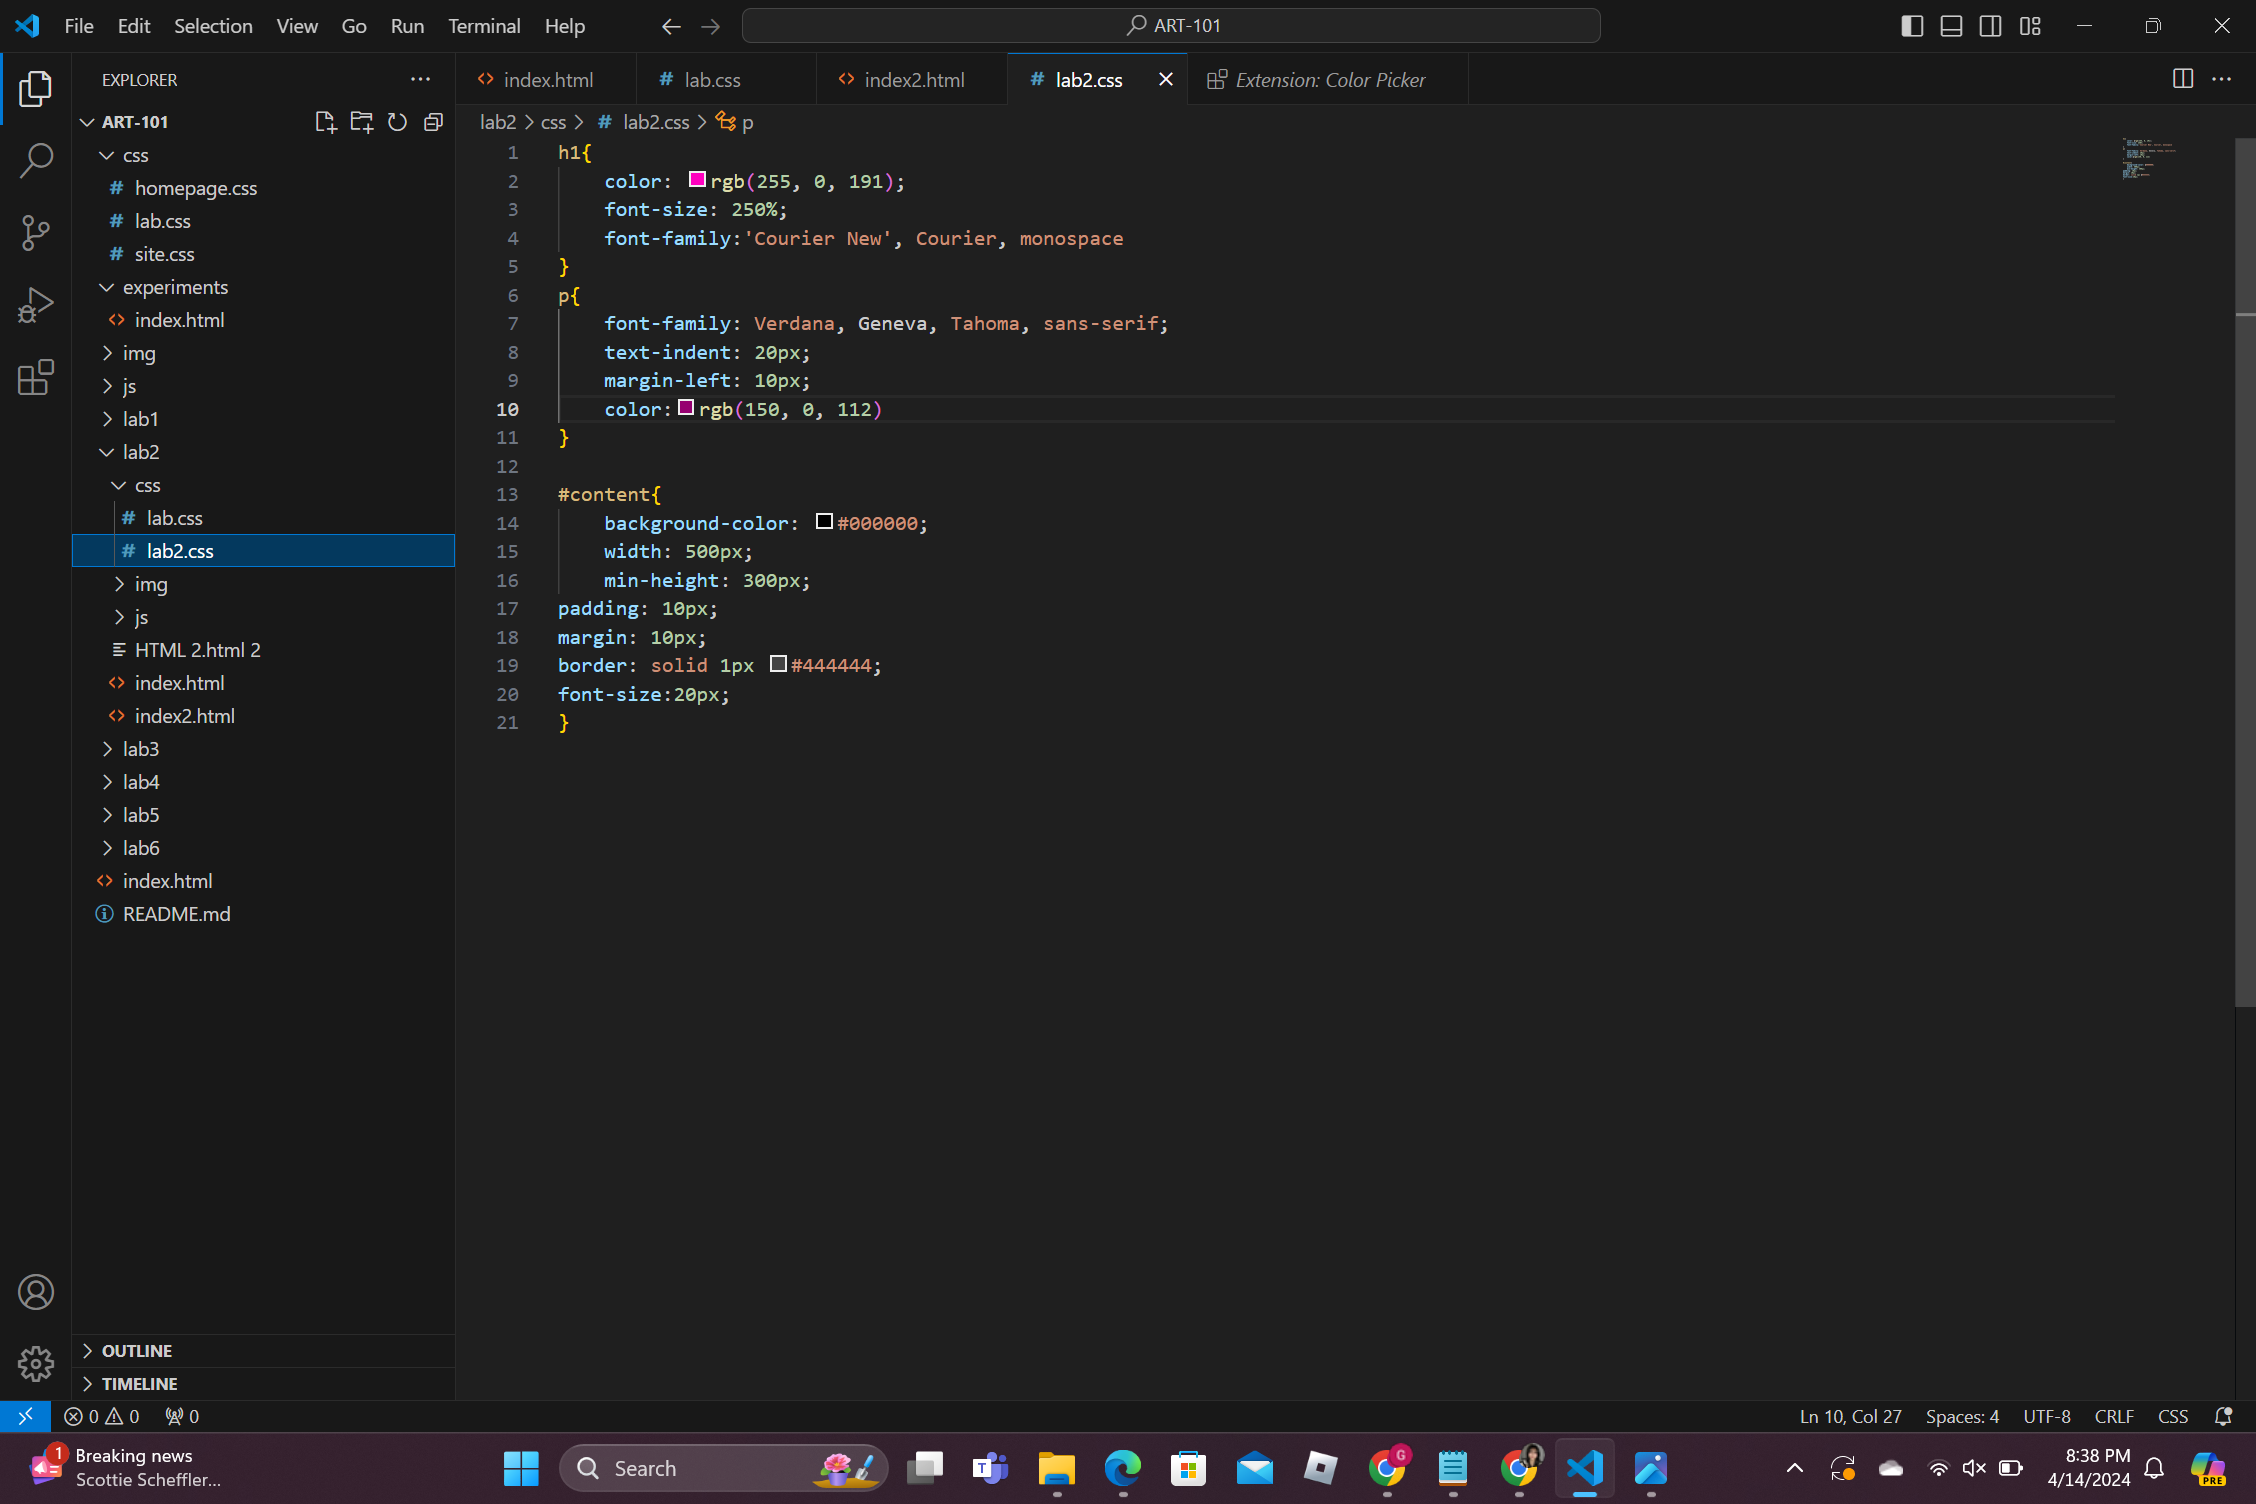 File Edit Selection View Go Run Terminal Help
ART-101
EXPLORER
index.html
lab.css
index2.html
lab2.css
Extension: Color Picker
ART-101
lab2 > css > # lab2.css > p
css
# homepage.css
# lab.css
# site.css
experiments
<> index.html
img
js
lab1
lab2
css
# lab.css
# lab2.css
img
js
HTML 2.html 2
<> index.html
<> index2.html
lab3
lab4
lab5
lab6
<> index.html
README.md
OUTLINE
TIMELINE
1 h1{
2 color: rgb(255, 0, 191);
3 font-size: 250%;
4 font-family:'Courier New', Courier, monospace
5 }
6 p{
7 font-family: Verdana, Geneva, Tahoma, sans-serif;
8 text-indent: 20px;
9 margin-left: 10px;
10 color: rgb(150, 0, 112)
11 }
12
13 #content{
14 background-color: #000000;
15 width: 500px;
16 min-height: 300px;
17 padding: 10px;
18 margin: 10px;
19 border: solid 1px #444444;
20 font-size:20px;
21 }
0 0 0
Ln 10, Col 27 Spaces: 4 UTF-8 CRLF CSS
1
Breaking news
Scottie Scheffler...
Search
T
G
8:38 PM
4/14/2024
PRE